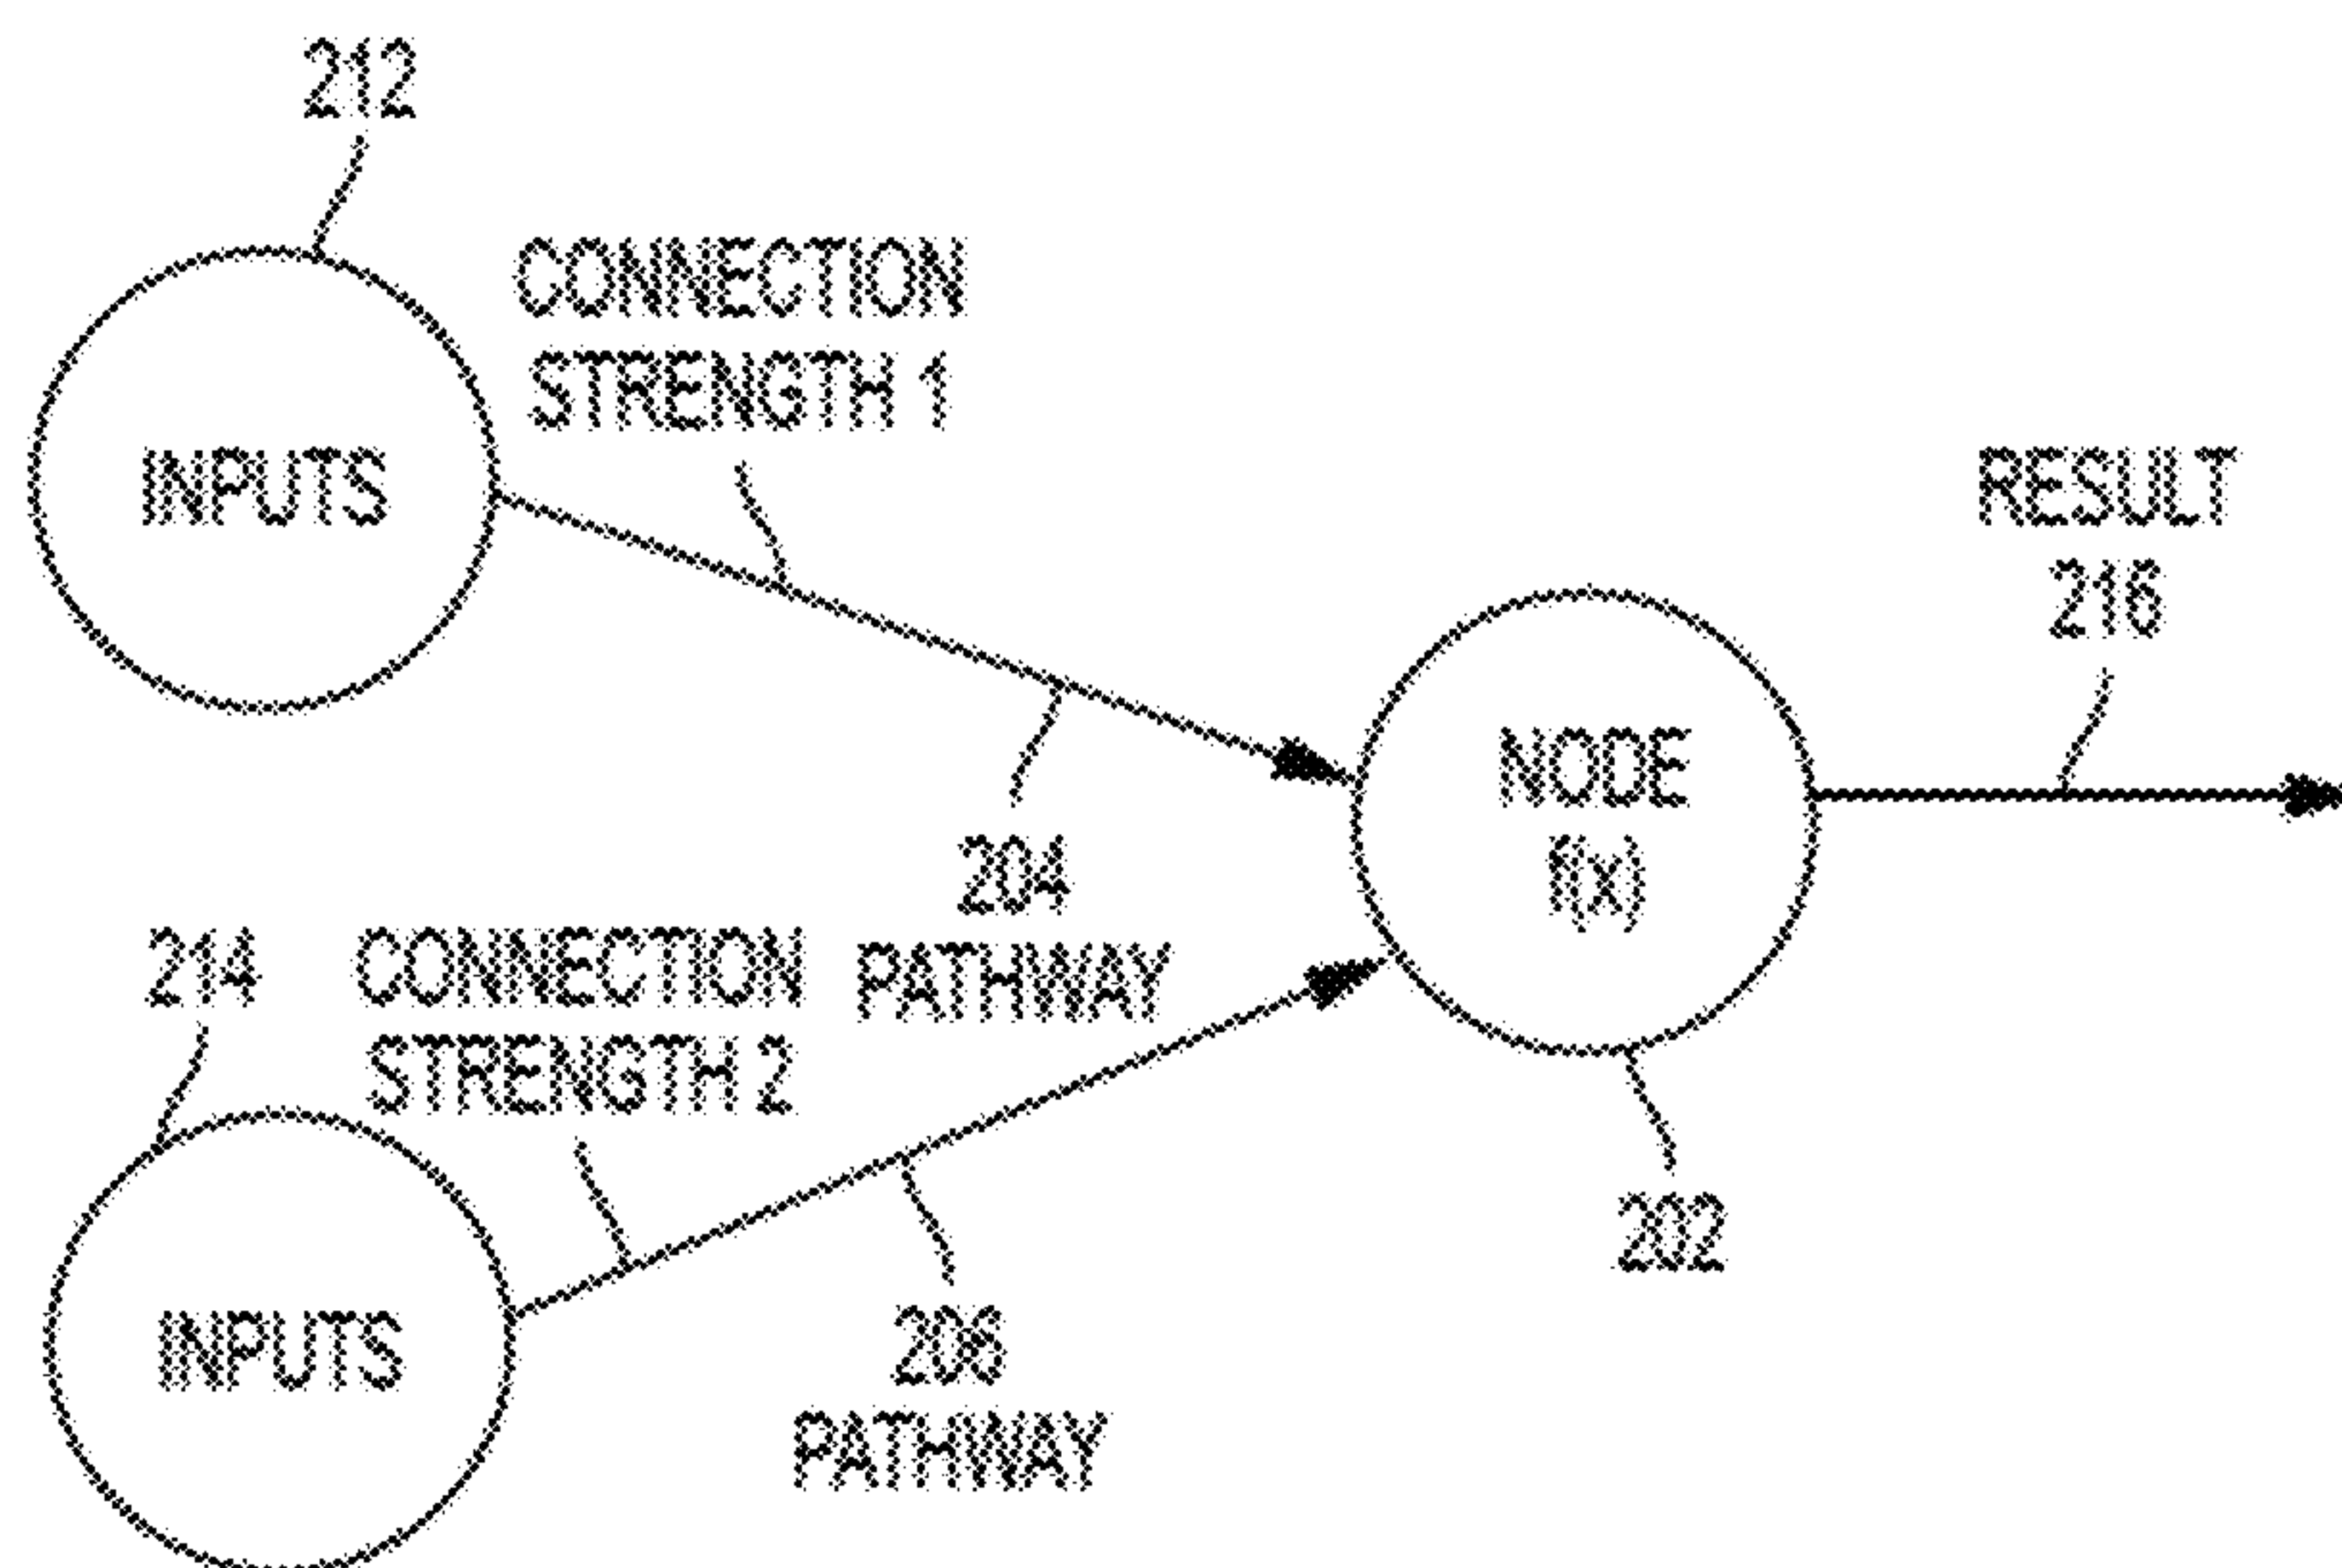 212
CONNECTION
STRENGTH 1
INPUTS
RESULT
216
NODE
f(x)
204
PATHWAY
214
CONNECTION
STRENGTH 2
202
INPUTS
206
PATHWAY